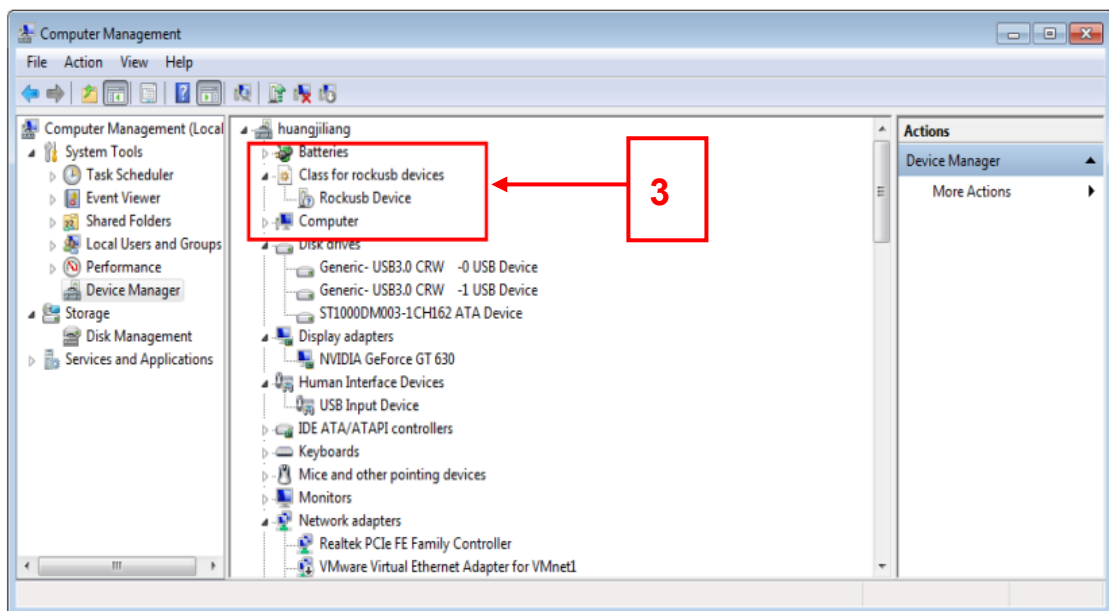 Computer Management
File Action View Help
Computer Management (Local
System Tools
Task Scheduler
Event Viewer
Shared Folders
Local Users and Groups
Performance
Device Manager
Storage
Disk Management
Services and Applications
huangjiliang
Batteries
Class for rockusb devices
Rockusb Device
Computer
Disk drives
Generic- USB3.0 CRW -0 USB Device
Generic- USB3.0 CRW -1 USB Device
ST1000DM003-1CH162 ATA Device
Display adapters
NVIDIA GeForce GT 630
Human Interface Devices
USB Input Device
IDE ATA/ATAPI controllers
Keyboards
Mice and other pointing devices
Monitors
Network adapters
Realtek PCIe FE Family Controller
VMware Virtual Ethernet Adapter for VMnet1
3
Actions
Device Manager
More Actions